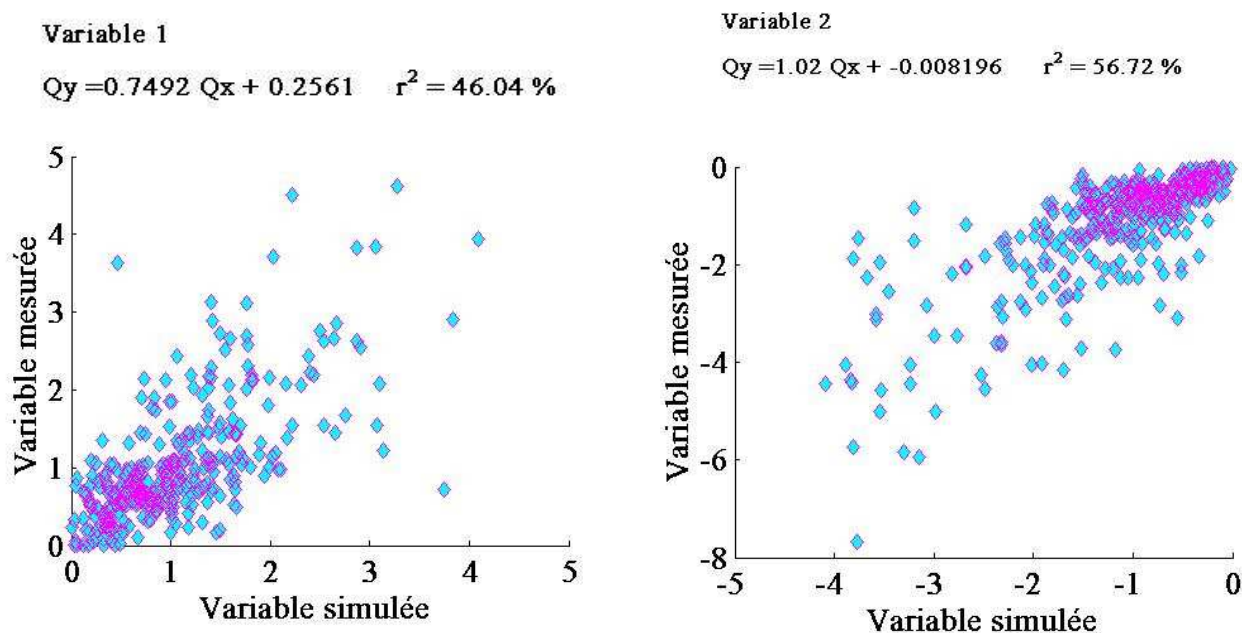 Variable 1
Qy =0.7492 Qx + 0.2561 r² = 46.04 %
5
4
3
2
1
0
Variable mesurée
0 1 2 3 4 5
Variable simulée
Variable 2
Qy =1.02 Qx + -0.008196 r² = 56.72 %
0
-2
-4
-6
-8
Variable mesurée
-5 -4 -3 -2 -1 0
Variable simulée